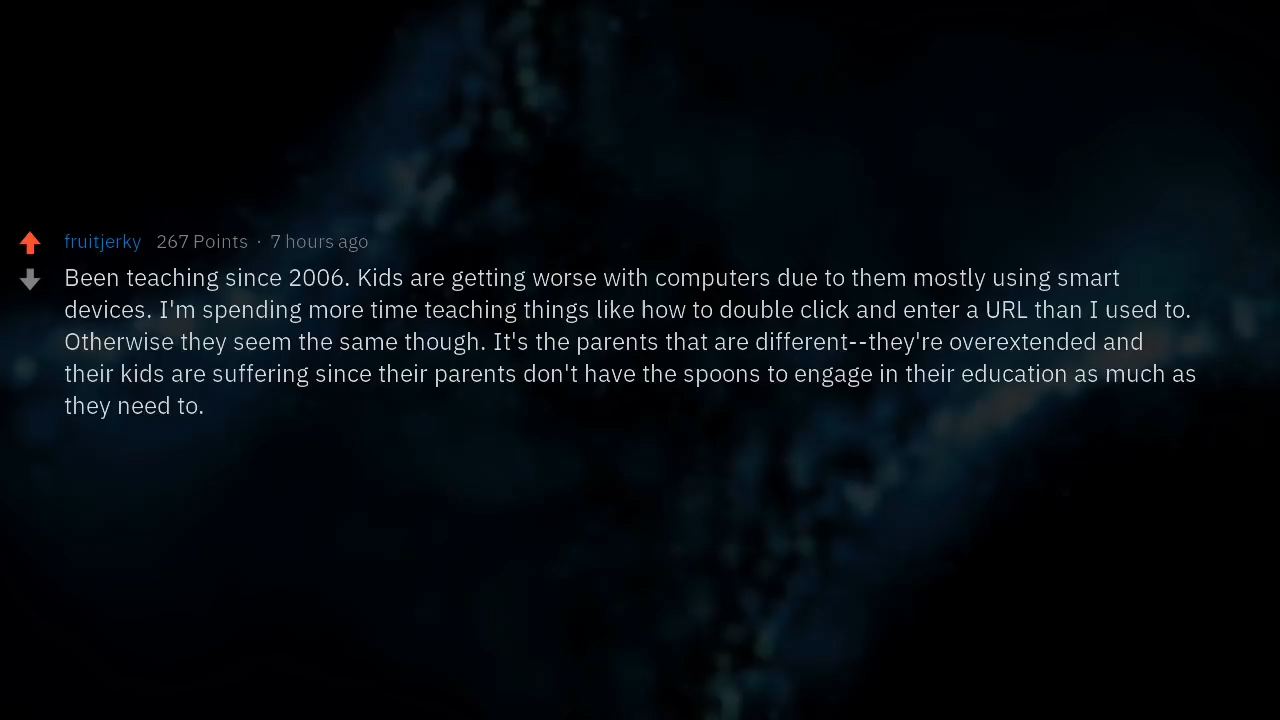 fruitjerky 267 Points · 7 hours ago
Been teaching since 2006. Kids are getting worse with computers due to them mostly using smart
devices. I'm spending more time teaching things like how to double click and enter a URL than I used to.
Otherwise they seem the same though. It's the parents that are different--they're overextended and
their kids are suffering since their parents don't have the spoons to engage in their education as much as
they need to.